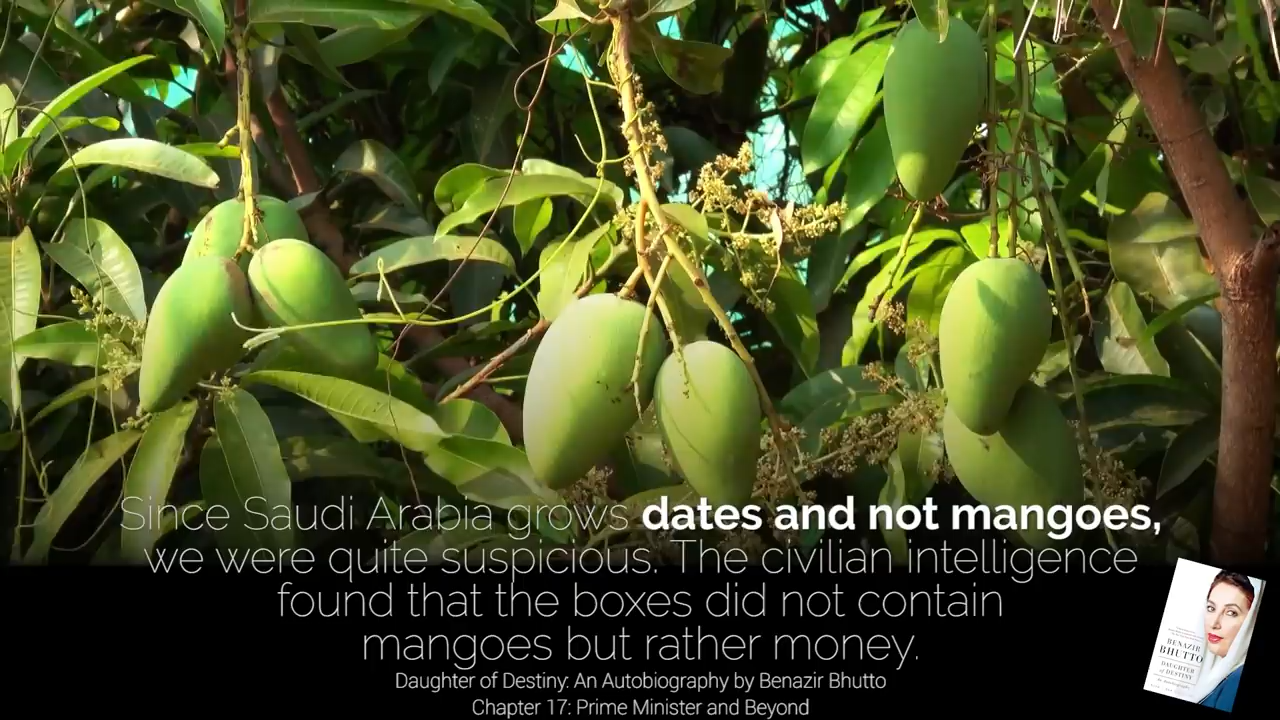 Since Saudi Arabia grows dates and not mangoes,
we were quite suspicious. The civilian intelligence
found that the boxes did not contain
mangoes but rather money.
Daughter of Destiny: An Autobiography by Benazir Bhutto
Chapter 17: Prime Minister and Beyond
BENAZIR
BHUTTO
DAUGHTER
of DESTINY